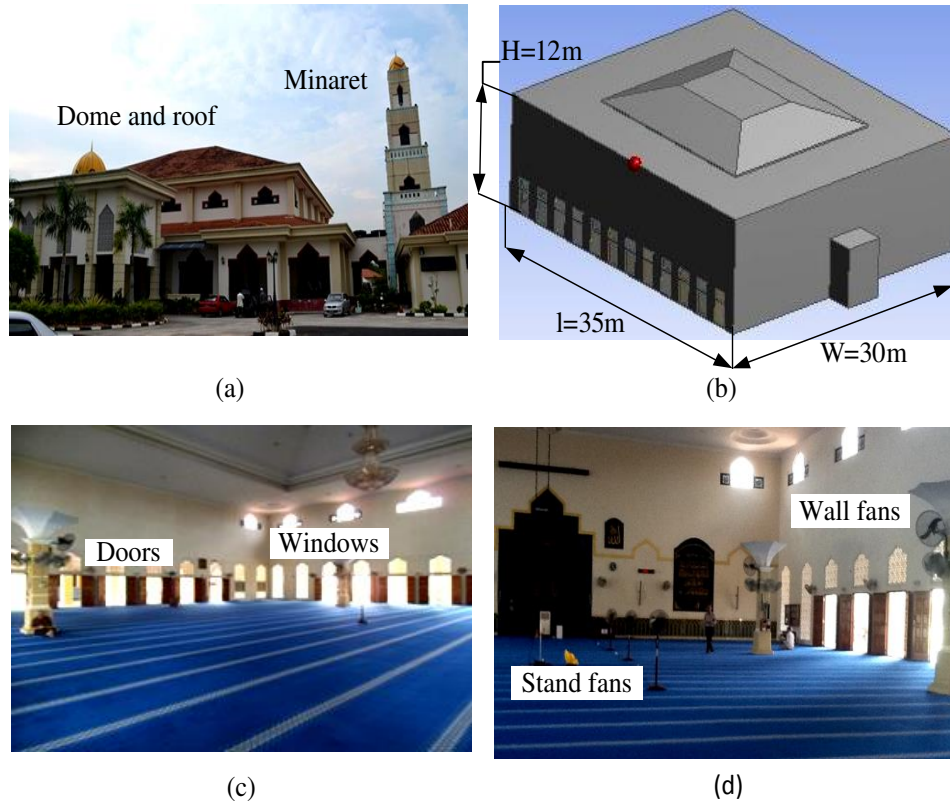 Minaret
Dome and roof
(a)
H=12m
l=35m
W=30m
(b)
Doors
Windows
(c)
Wall fans
Stand fans
(d)